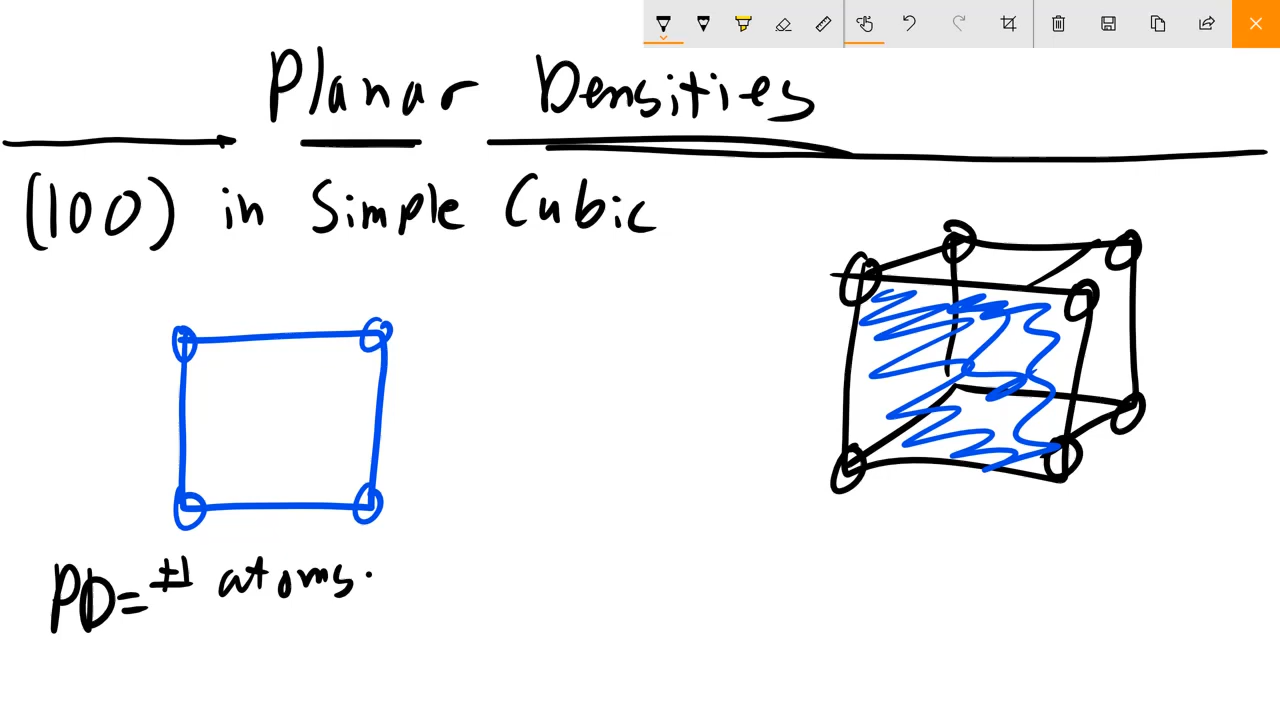 Planar Densities
(100) in Simple Cubic
PD = # atoms.